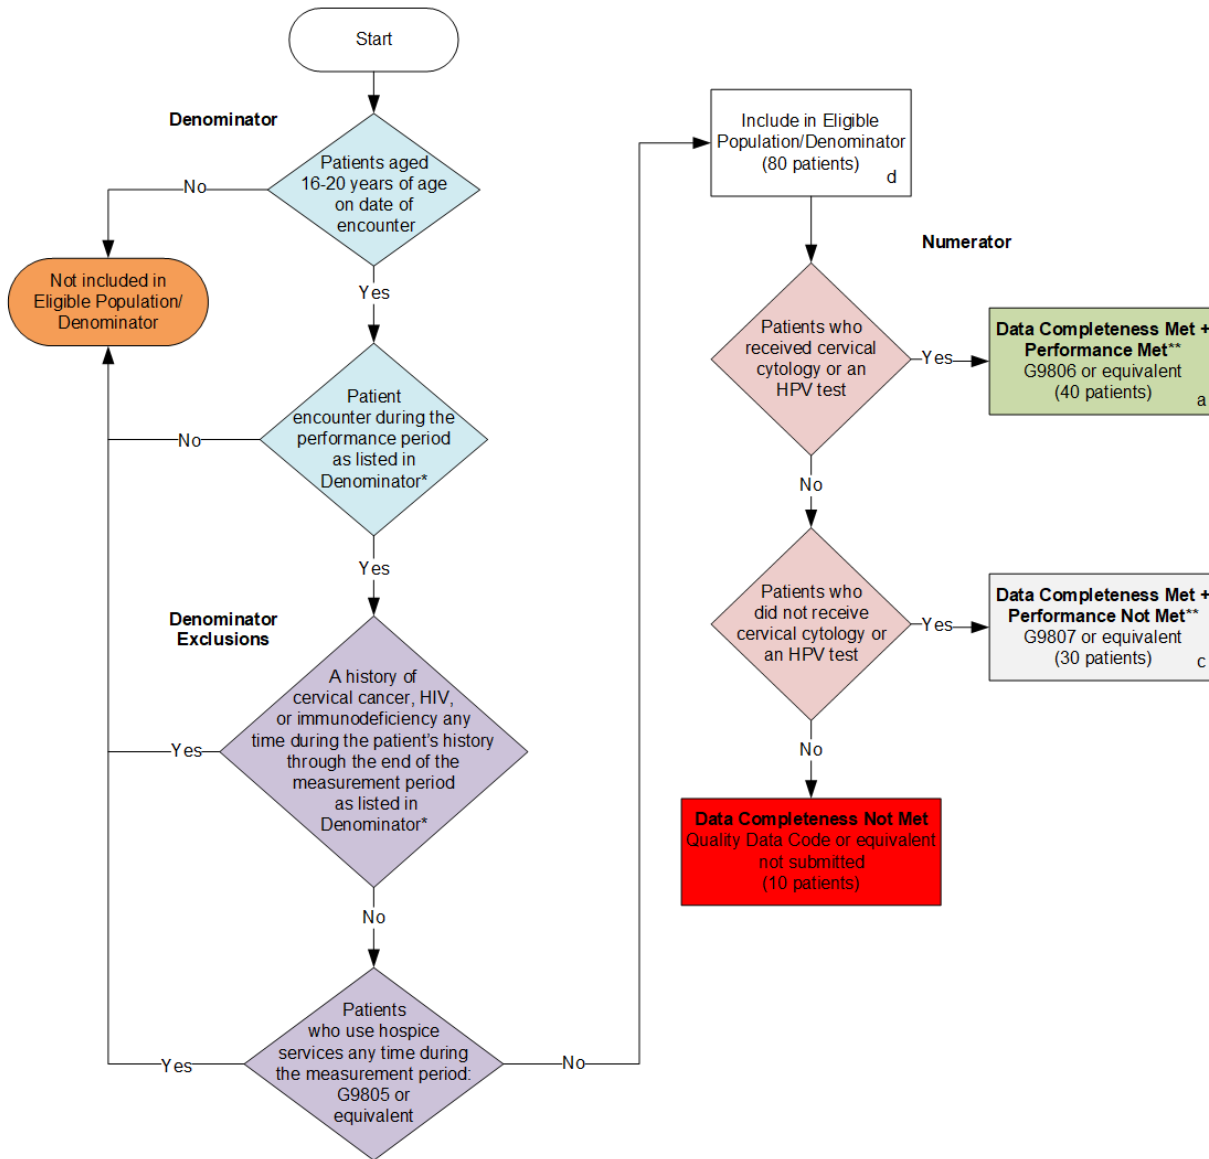 Start
Denominator
Patients aged
16-20 years of age
on date of
encounter
No
Yes
Not included in
Eligible Population/
Denominator
Patient
encounter during the
performance period
as listed in
Denominator*
No
Yes
Denominator
Exclusions
A history of
cervical cancer, HIV,
or immunodeficiency any
time during the patient's history
through the end of the
measurement period
as listed in
Denominator*
Yes
No
Patients
who use hospice
services any time during
the measurement period:
G9805 or
equivalent
Yes
No
Include in Eligible
Population/Denominator
(80 patients)
d
Numerator
Patients who
received cervical
cytology or an
HPV test
Yes
Data Completeness Met +
Performance Met**
G9806 or equivalent
(40 patients)
a
No
Patients who
did not receive
cervical cytology or
an HPV test
Yes
Data Completeness Met +
Performance Not Met**
G9807 or equivalent
(30 patients)
c
No
Data Completeness Not Met
Quality Data Code or equivalent
not submitted
(10 patients)